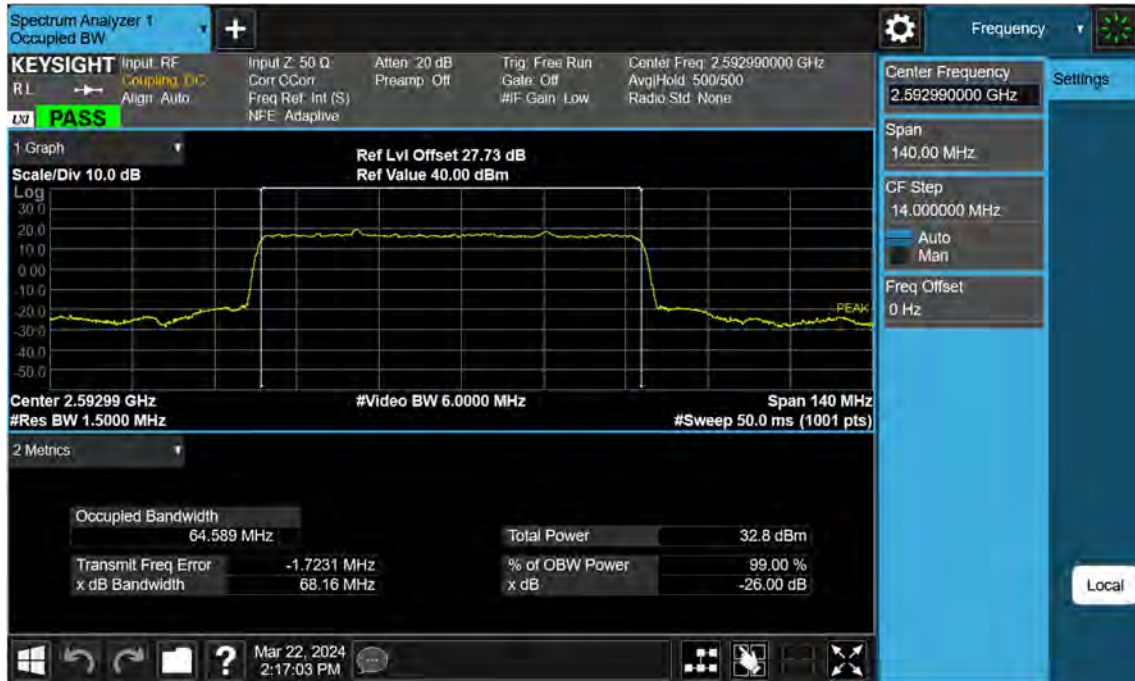 Spectrum Analyzer 1
Occupied BW
+
Frequency
KEYSIGHT
RL
LXI PASS
Input: RF
Coupling: DC
Align: Auto
Input Z: 50 Ω
Corr CCorr
Freq Ref: Int (S)
NFE: Adaptive
Atten: 20 dB
Preamp: Off
Trig: Free Run
Gate: Off
#IF Gain: Low
Center Freq: 2.592990000 GHz
Avg|Hold: 500/500
Radio Std: None
1 Graph
Scale/Div 10.0 dB
Ref Lvl Offset 27.73 dB
Ref Value 40.00 dBm
Log
30.0
20.0
10.0
0.00
-10.0
-20.0
-30.0
-40.0
-50.0
PEAK
Center 2.59299 GHz
#Video BW 6.0000 MHz
Span 140 MHz
#Res BW 1.5000 MHz
#Sweep 50.0 ms (1001 pts)
2 Metrics
Occupied Bandwidth
64.589 MHz
Total Power 32.8 dBm
Transmit Freq Error -1.7231 MHz
% of OBW Power 99.00 %
x dB Bandwidth 68.16 MHz
x dB -26.00 dB
?
Mar 22, 2024
2:17:03 PM
Center Frequency
2.592990000 GHz
Settings
Span
140.00 MHz
CF Step
14.000000 MHz
Auto
Man
Freq Offset
0 Hz
Local